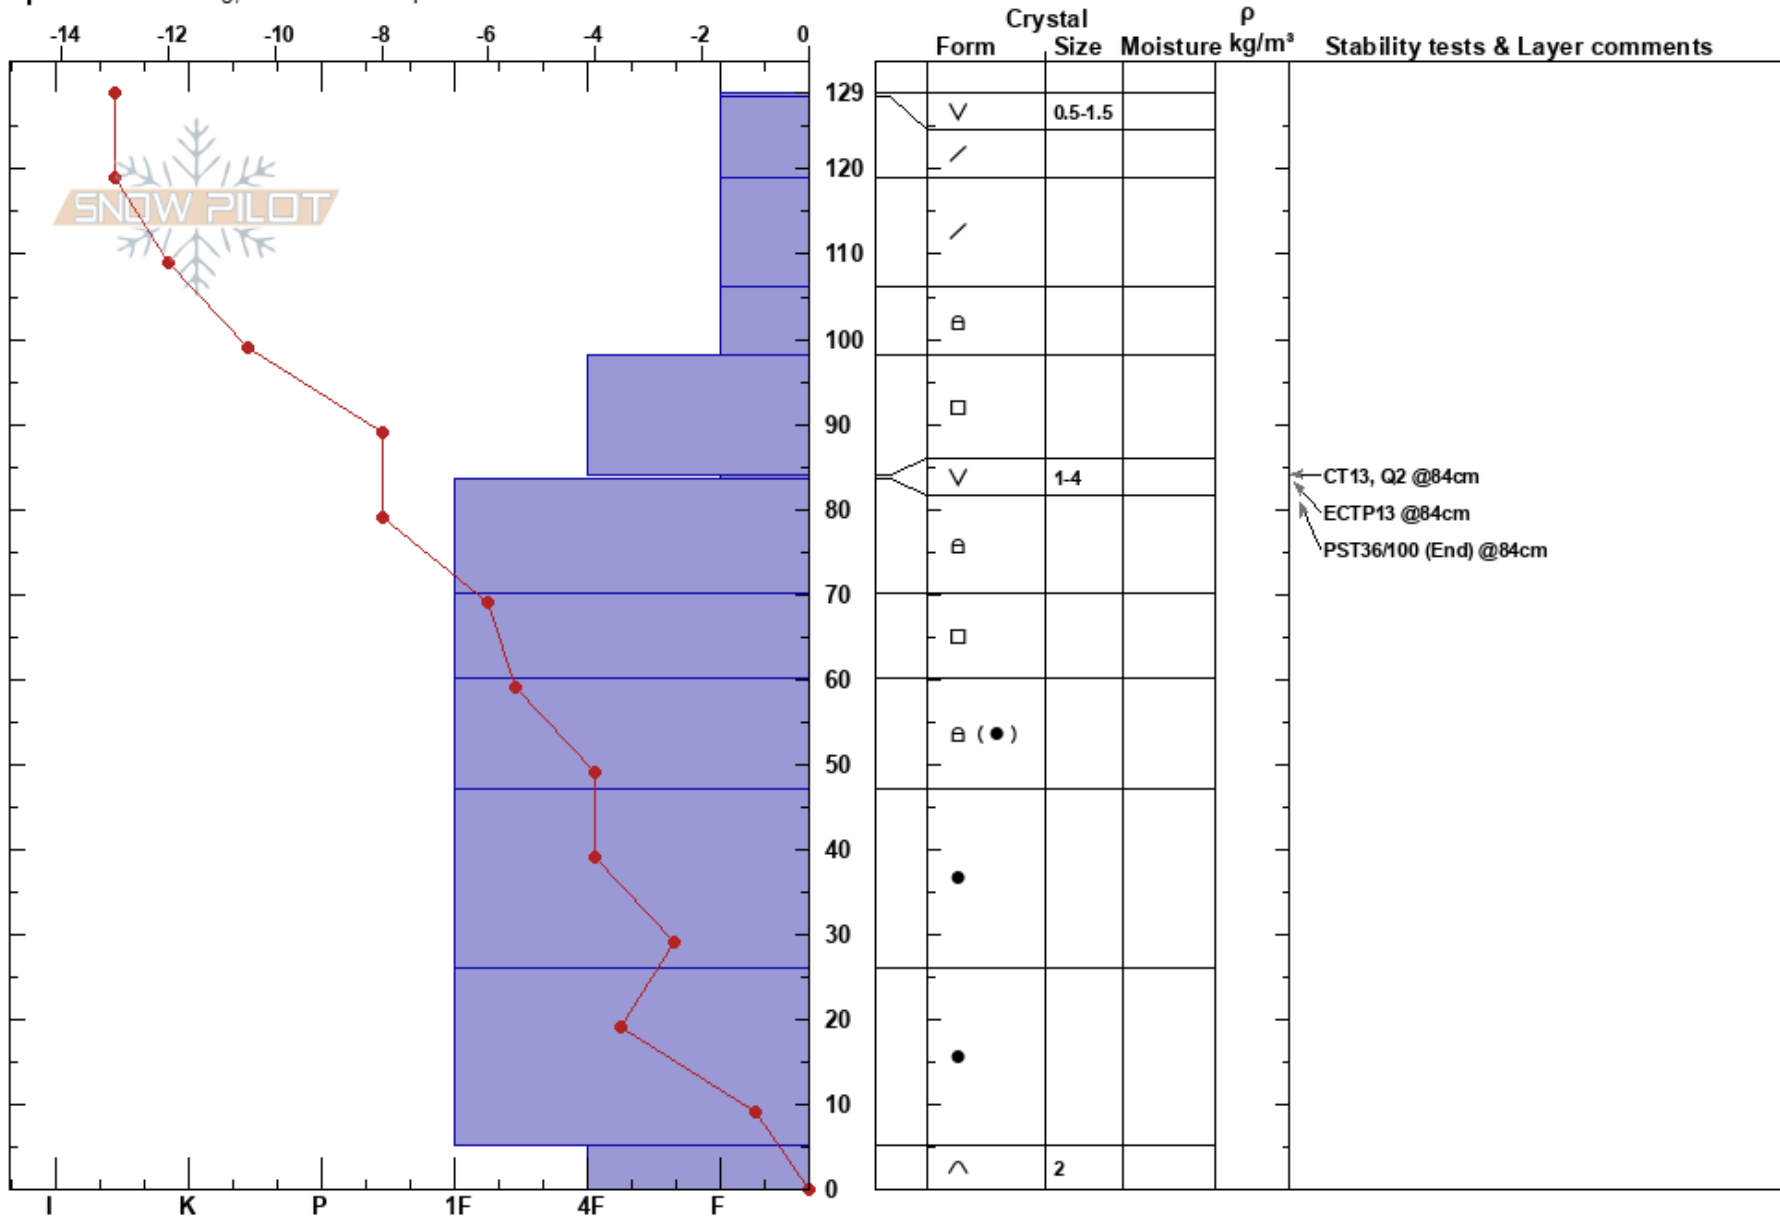 Crystal ρ
Form Size Moisture kg/m³ Stability tests & Layer comments
-14 -12 -10 -8 -6 -4 -2 0
129
0.5-1.5
120
SNOW PILOT
110
100
90
1-4
CT13, Q2 @84cm
80
ECTP13 @84cm
PST36/100 (End) @84cm
70
60
( )
50
40
30
20
10
2
0
I K P 1F 4F F